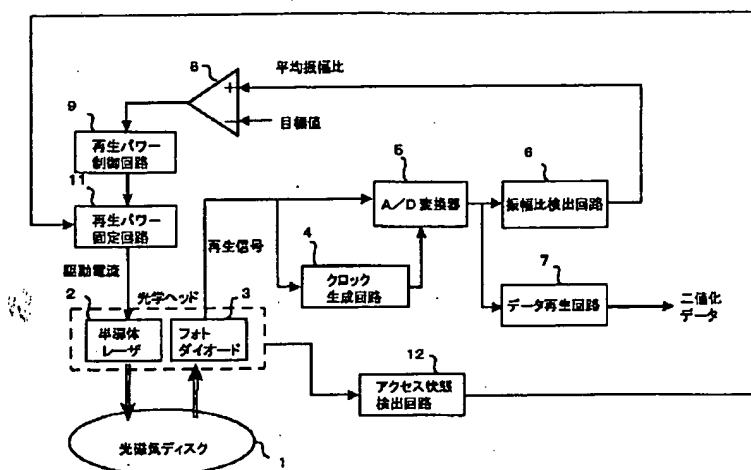 8
平均振幅比
目標値
9
再生パワー
制御回路
11
再生パワー
固定回路
駆動電流
5
A/D変換器
6
振幅比検出回路
再生信号
4
クロック
生成回路
7
データ再生回路
二値化
データ
光学ヘッド
2
半導体
レーザ
3
フォト
ダイオード
12
アクセス状態
検出回路
光磁気ディスク
1